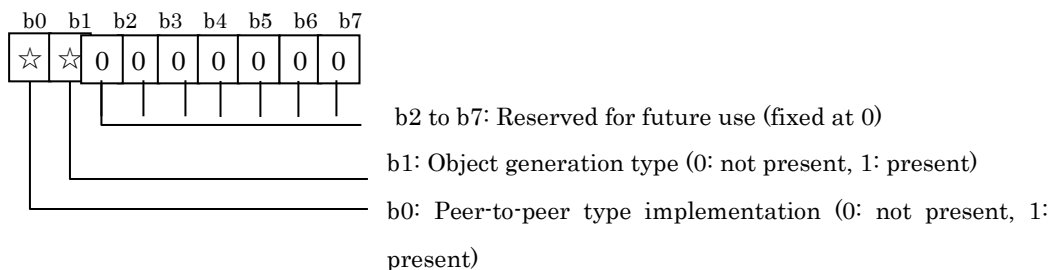 b0 b1 b2 b3 b4 b5 b6 b7
☆ ☆ 0 0 0 0 0 0 0
b2 to b7: Reserved for future use (fixed at 0)
b1: Object generation type (0: not present, 1: present)
b0: Peer-to-peer type implementation (0: not present, 1:
present)